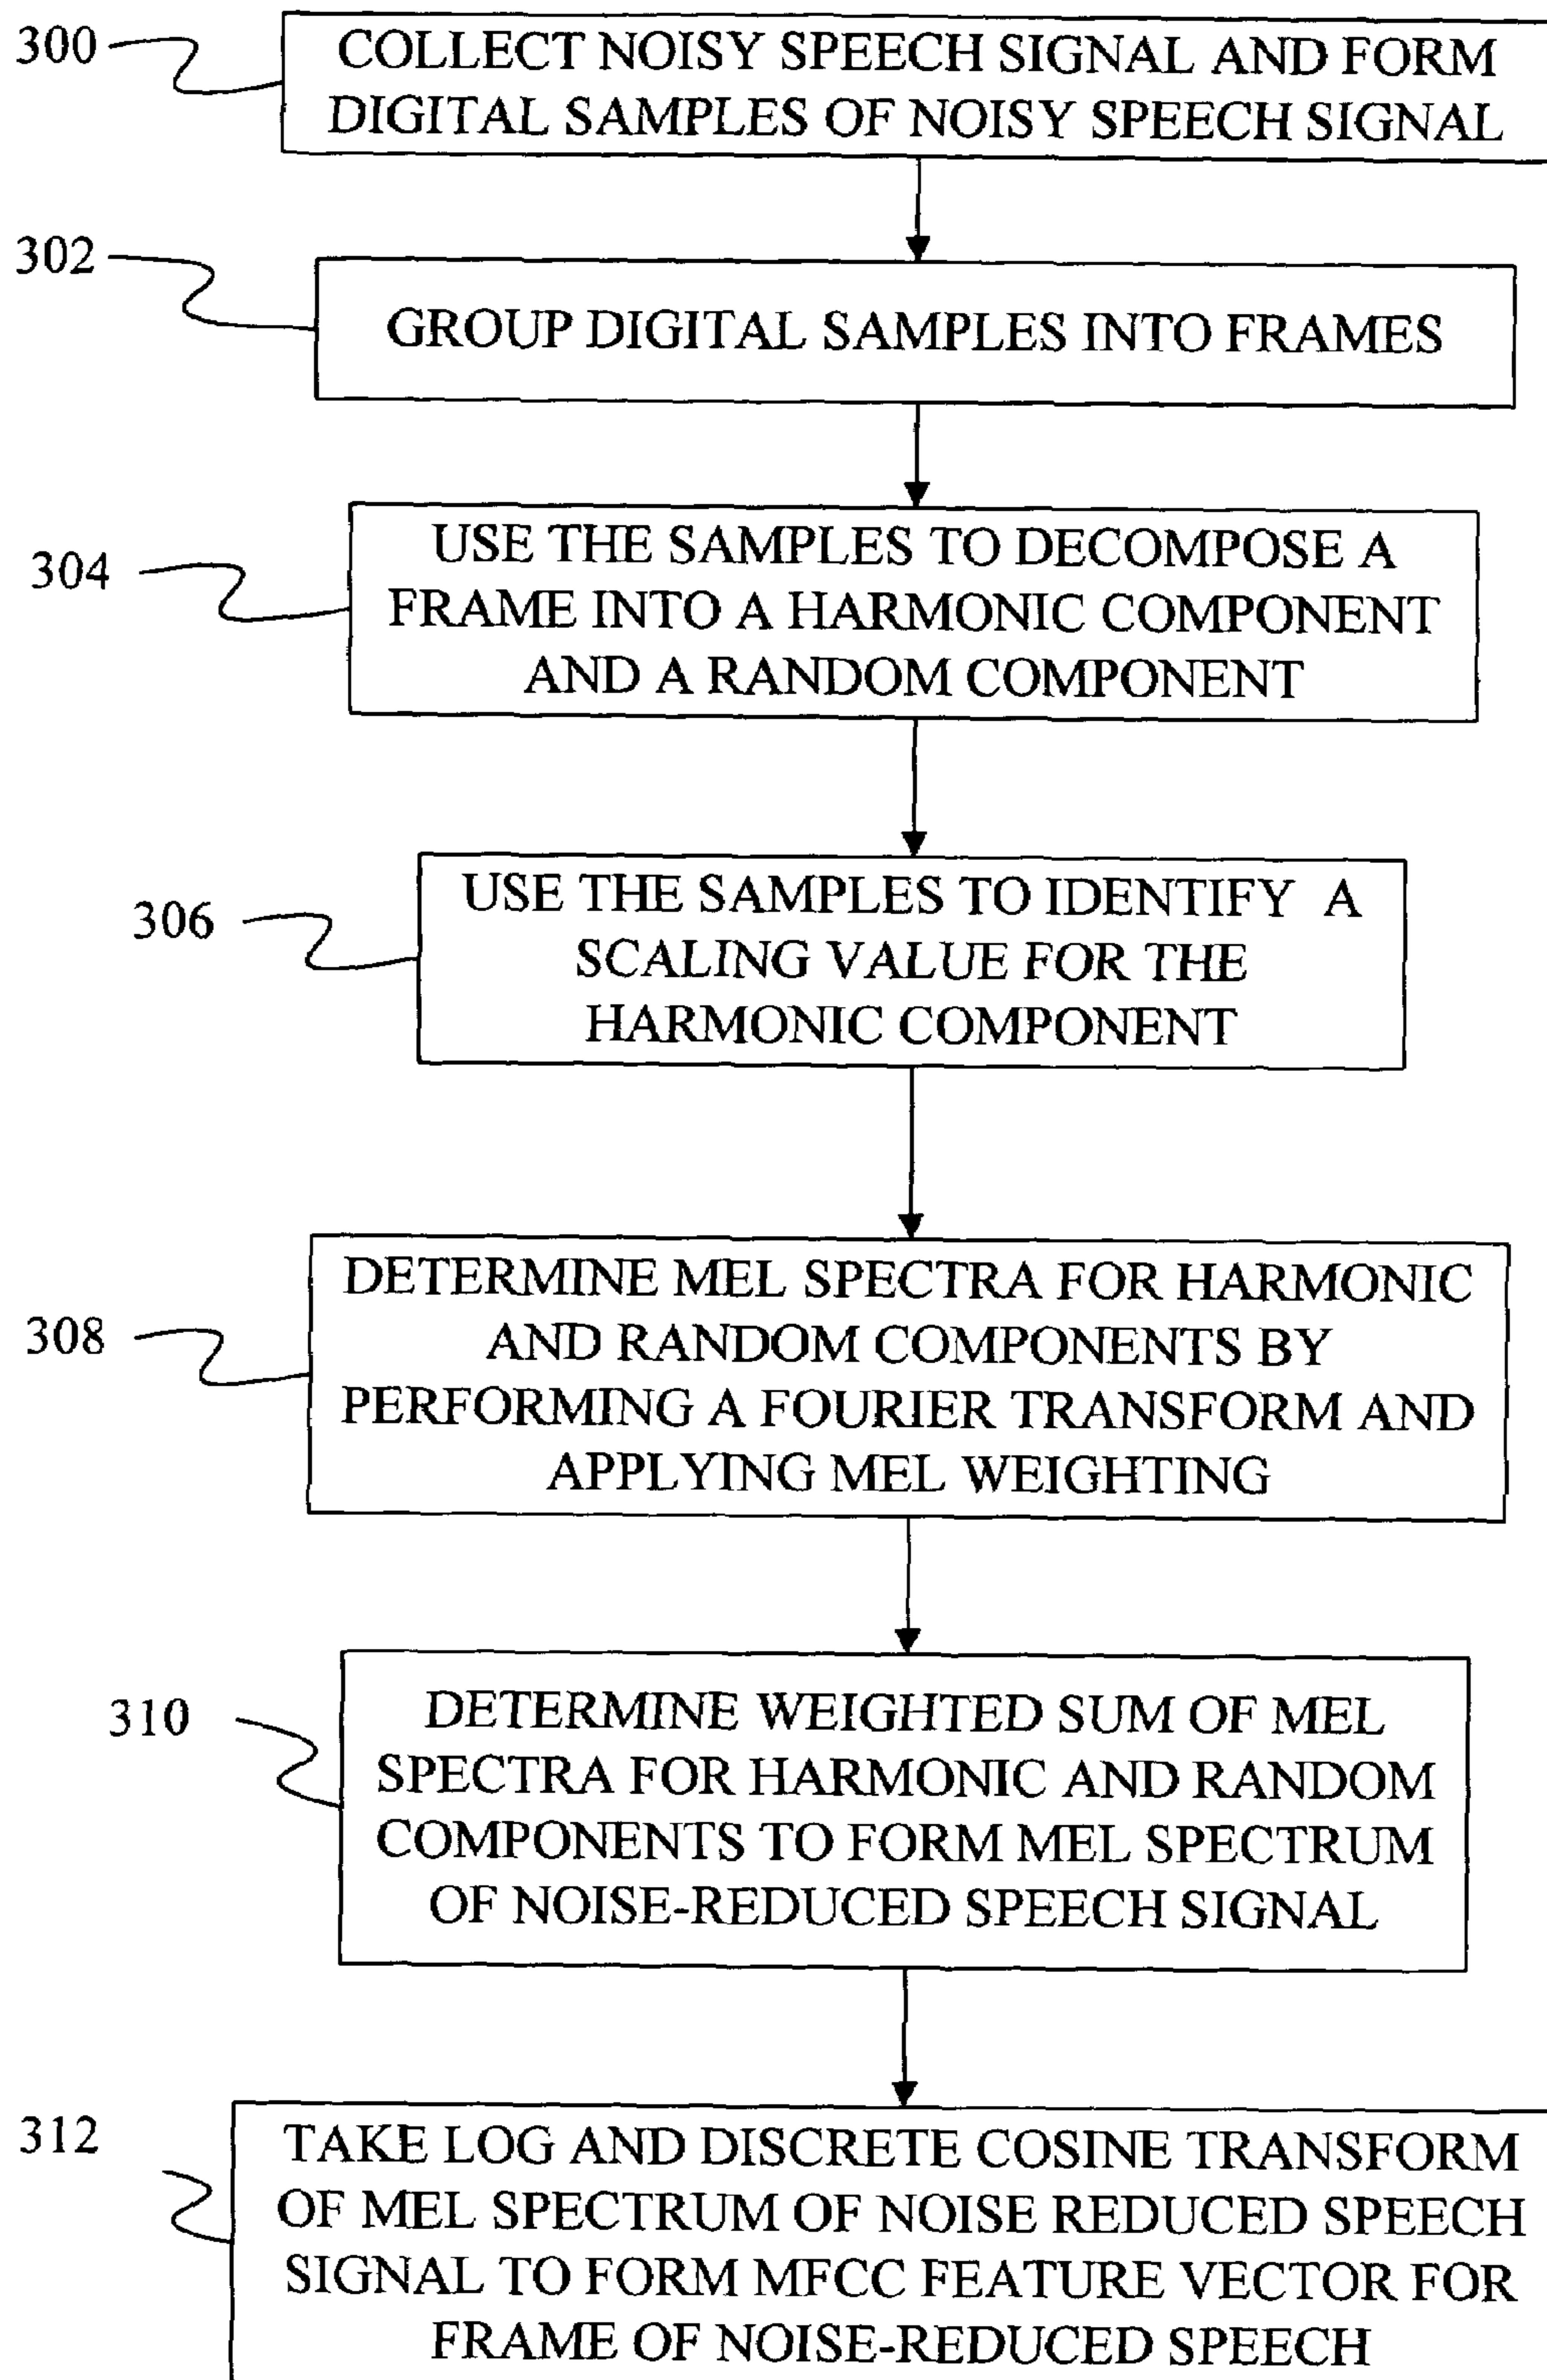 300
COLLECT NOISY SPEECH SIGNAL AND FORM
DIGITAL SAMPLES OF NOISY SPEECH SIGNAL
302
GROUP DIGITAL SAMPLES INTO FRAMES
304
USE THE SAMPLES TO DECOMPOSE A
FRAME INTO A HARMONIC COMPONENT
AND A RANDOM COMPONENT
306
USE THE SAMPLES TO IDENTIFY A
SCALING VALUE FOR THE
HARMONIC COMPONENT
308
DETERMINE MEL SPECTRA FOR HARMONIC
AND RANDOM COMPONENTS BY
PERFORMING A FOURIER TRANSFORM AND
APPLYING MEL WEIGHTING
310
DETERMINE WEIGHTED SUM OF MEL
SPECTRA FOR HARMONIC AND RANDOM
COMPONENTS TO FORM MEL SPECTRUM
OF NOISE-REDUCED SPEECH SIGNAL
312
TAKE LOG AND DISCRETE COSINE TRANSFORM
OF MEL SPECTRUM OF NOISE REDUCED SPEECH
SIGNAL TO FORM MFCC FEATURE VECTOR FOR
FRAME OF NOISE-REDUCED SPEECH